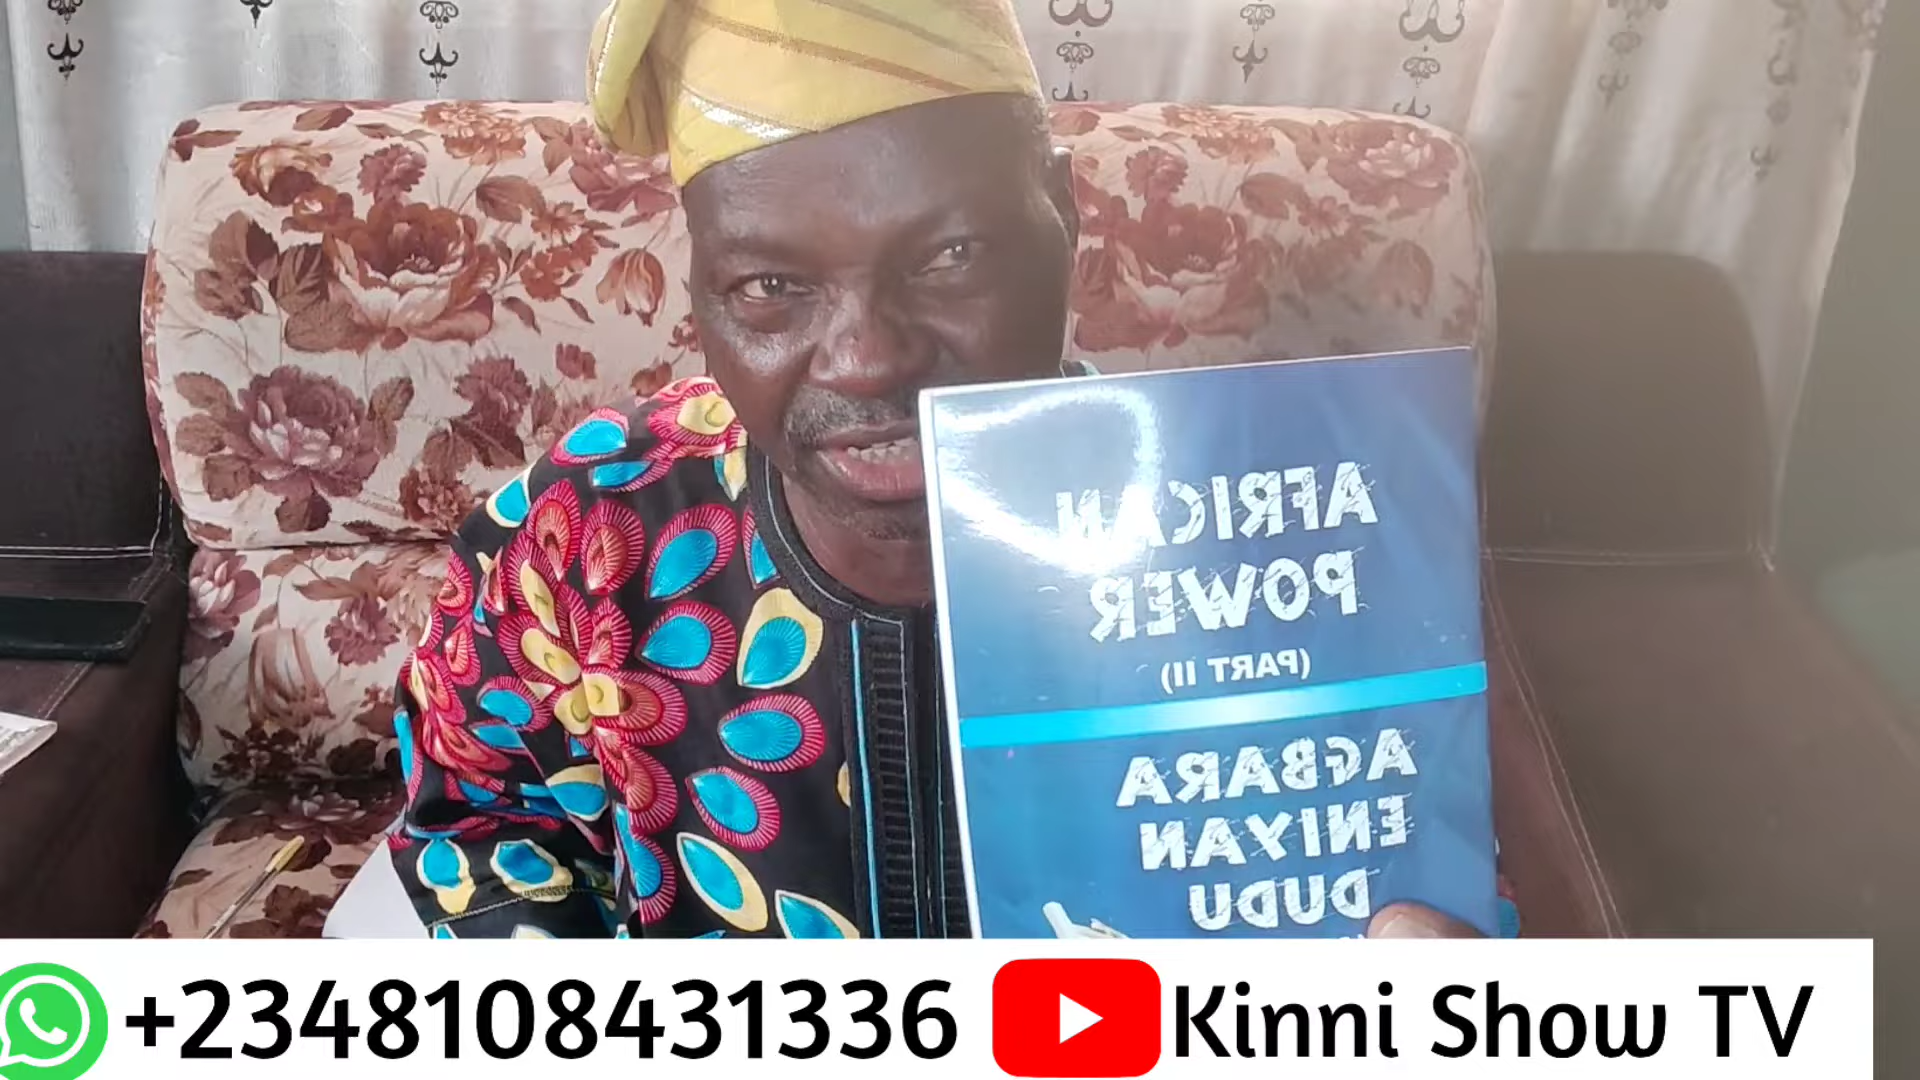 AFRICAN
POWER
(PART II)
AGBARA
ENIYAN
DUDU
+2348108431336 Kinni Show TV